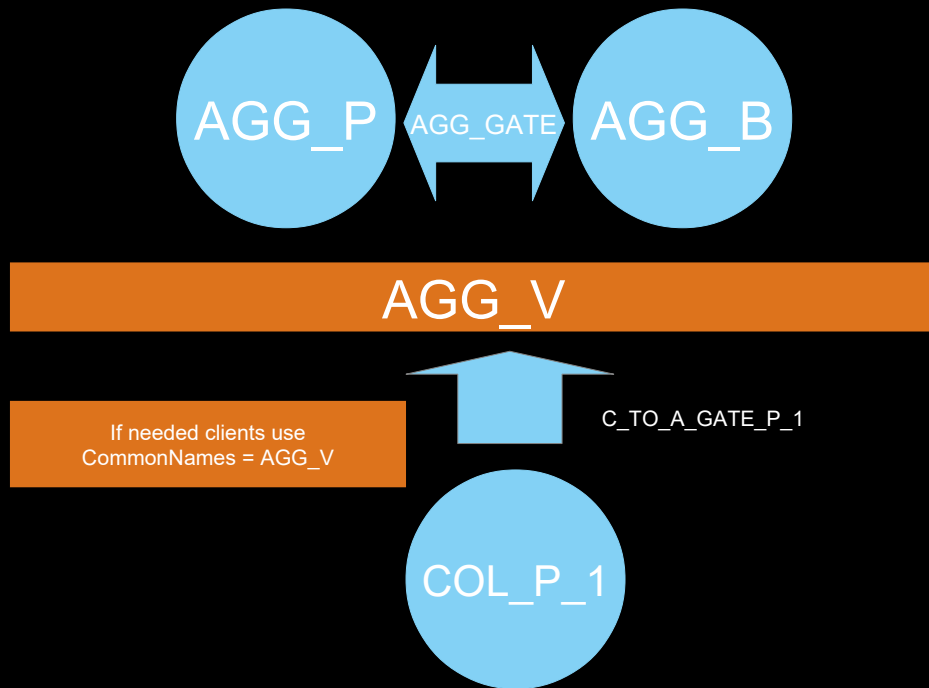 AGG_P
AGG_GATE
AGG_B
AGG_V
If needed clients use
CommonNames = AGG_V
C_TO_A_GATE_P_1
COL_P_1